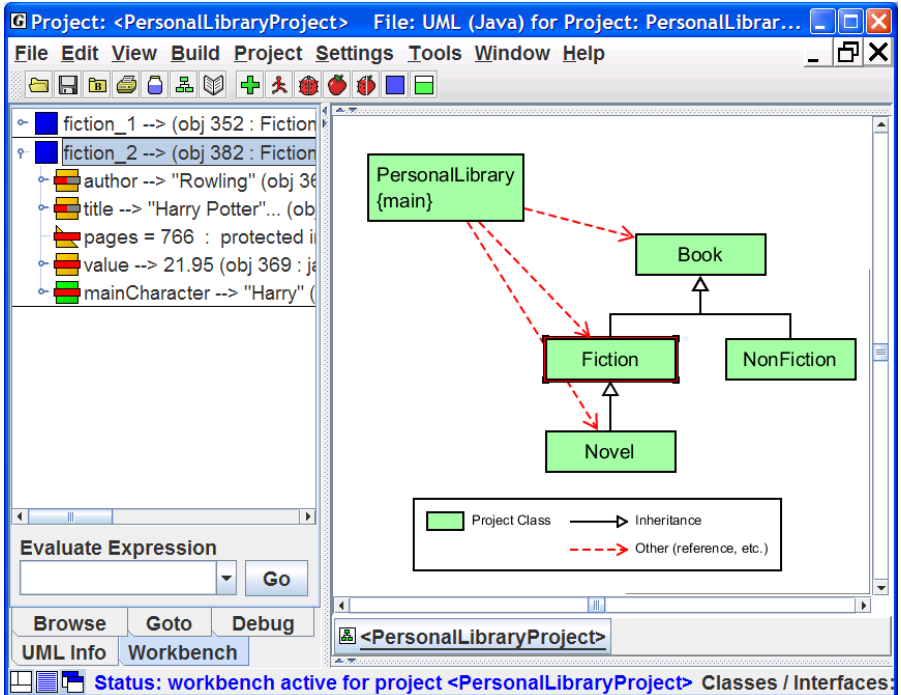 Project: <PersonalLibraryProject> File: UML (Java) for Project: PersonalLibrar...
File Edit View Build Project Settings Tools Window Help
fiction_1 --> (obj 352 : Fiction
fiction_2 --> (obj 382 : Fiction
author --> "Rowling" (obj 36
title --> "Harry Potter"... (ob
pages = 766 : protected i
value --> 21.95 (obj 369 : ja
mainCharacter --> "Harry" (
Evaluate Expression
Go
Browse Goto Debug
UML Info Workbench
PersonalLibrary
{main}
Book
Fiction
NonFiction
Novel
Project Class
Inheritance
Other (reference, etc.)
<PersonalLibraryProject>
Status: workbench active for project <PersonalLibraryProject> Classes / Interfaces: